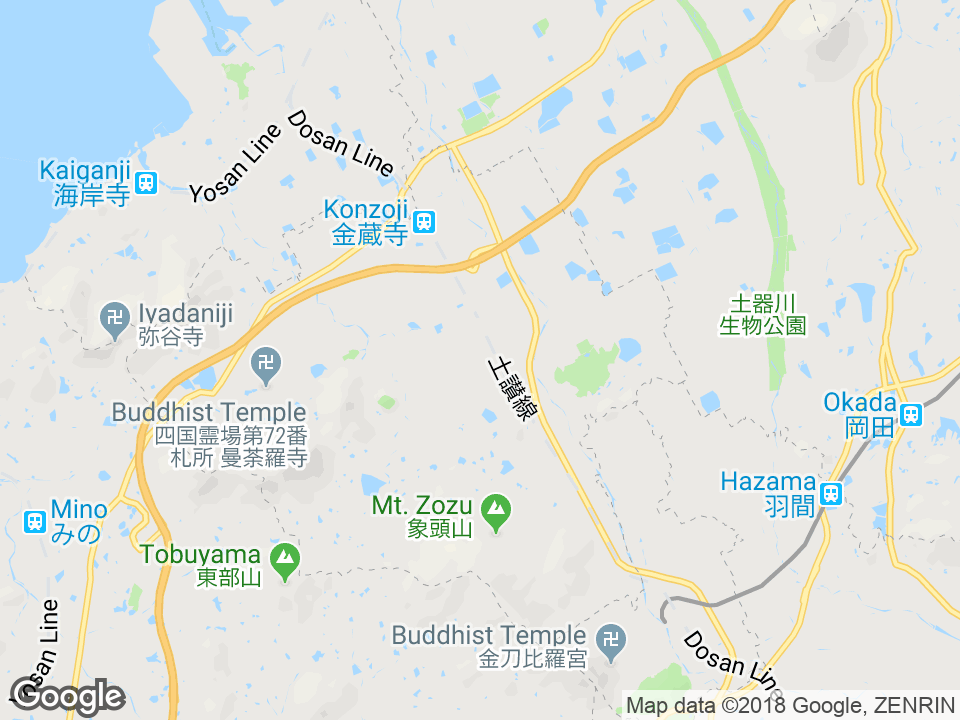 Dosan Line
Yosan Line
Kaiganji
海岸寺
Konzoji
金蔵寺
土器川
生物公園
Iyadaniji
弥谷寺
土讃線
Buddhist Temple
四国霊場第72番
札所 曼荼羅寺
Okada
岡田
Hazama
羽間
Mt. Zozu
象頭山
Mino
みの
Tobuyama
東部山
Yosan Line
Buddhist Temple
金刀比羅宮
Dosan Line
Google
Map data ©2018 Google, ZENRIN